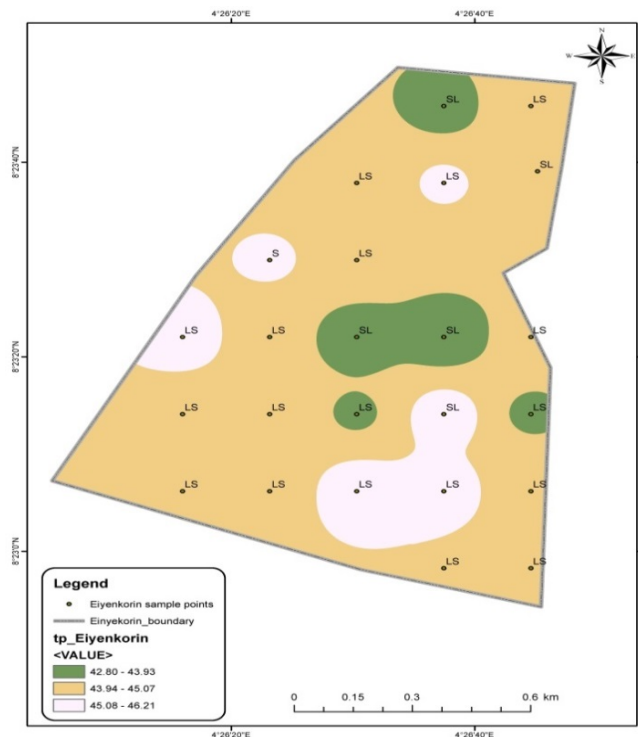 4°26'20"E 4°26'40"E
N
W E
S
SL LS
8°23'40"
LS LS SL
S LS
LS LS SL SL LS
8°23'20"
LS LS LS SL LS
LS LS LS LS LS
8°23'0"
LS LS
Legend
Eiyenkorin sample points
Einyekorin_boundary
tp_Eiyenkorin
<VALUE>
42.80 - 43.93
43.94 - 45.07
45.08 - 46.21
0 0.15 0.3 0.6 km
4°26'20"E 4°26'40"E